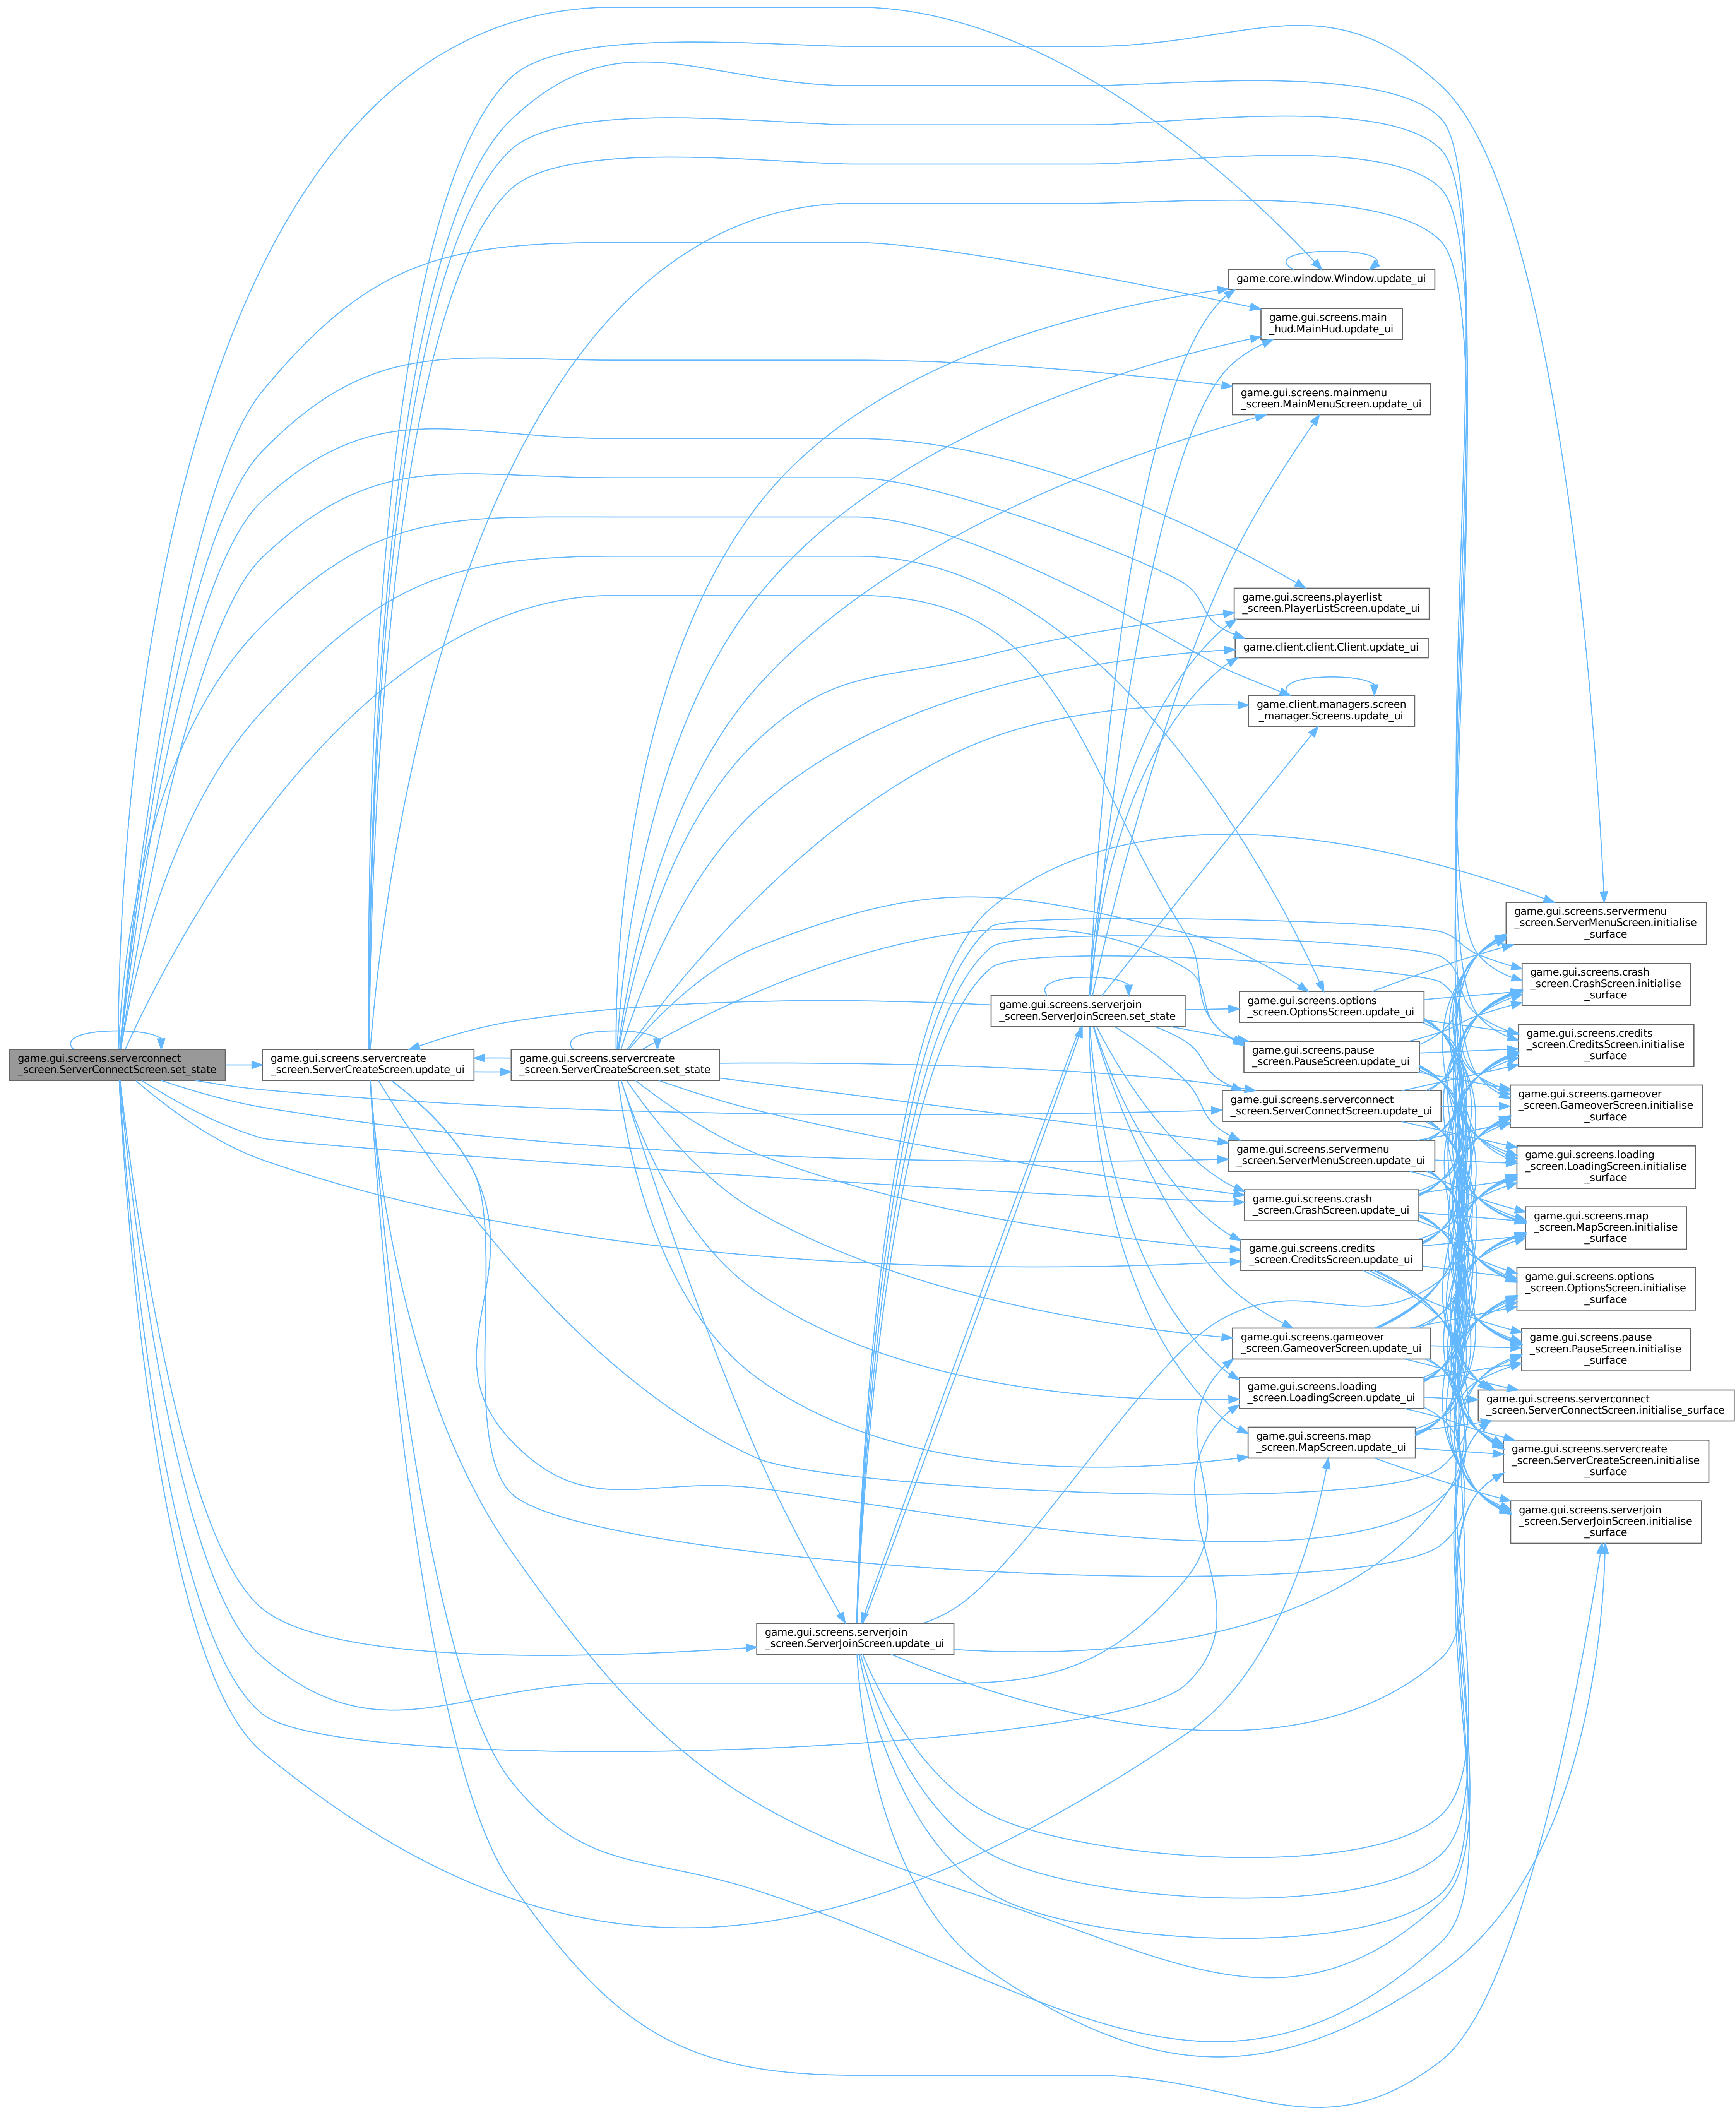 game.core.window.Window.update_ui
game.gui.screens.main
_hud.MainHud.update_ui
game.gui.screens.mainmenu
_screen.MainMenuScreen.update_ui
game.gui.screens.playerlist
_screen.PlayerListScreen.update_ui
game.client.client.Client.update_ui
game.client.managers.screen
_manager.Screens.update_ui
game.gui.screens.servermenu
_screen.ServerMenuScreen.initialise
_surface
game.gui.screens.crash
_screen.CrashScreen.initialise
_surface
game.gui.screens.serverjoin
_screen.ServerJoinScreen.set_state
game.gui.screens.options
_screen.OptionsScreen.update_ui
game.gui.screens.credits
_screen.CreditsScreen.initialise
_surface
game.gui.screens.serverconnect
_screen.ServerConnectScreen.set_state
game.gui.screens.servercreate
_screen.ServerCreateScreen.update_ui
game.gui.screens.servercreate
_screen.ServerCreateScreen.set_state
game.gui.screens.pause
_screen.PauseScreen.update_ui
game.gui.screens.gameover
_screen.GameoverScreen.initialise
_surface
game.gui.screens.serverconnect
_screen.ServerConnectScreen.update_ui
game.gui.screens.servermenu
_screen.ServerMenuScreen.update_ui
game.gui.screens.loading
_screen.LoadingScreen.initialise
_surface
game.gui.screens.crash
_screen.CrashScreen.update_ui
game.gui.screens.map
_screen.MapScreen.initialise
_surface
game.gui.screens.credits
_screen.CreditsScreen.update_ui
game.gui.screens.options
_screen.OptionsScreen.initialise
_surface
game.gui.screens.gameover
_screen.GameoverScreen.update_ui
game.gui.screens.pause
_screen.PauseScreen.initialise
_surface
game.gui.screens.loading
_screen.LoadingScreen.update_ui
game.gui.screens.serverconnect
_screen.ServerConnectScreen.initialise_surface
game.gui.screens.map
_screen.MapScreen.update_ui
game.gui.screens.servercreate
_screen.ServerCreateScreen.initialise
_surface
game.gui.screens.serverjoin
_screen.ServerJoinScreen.initialise
_surface
game.gui.screens.serverjoin
_screen.ServerJoinScreen.update_ui